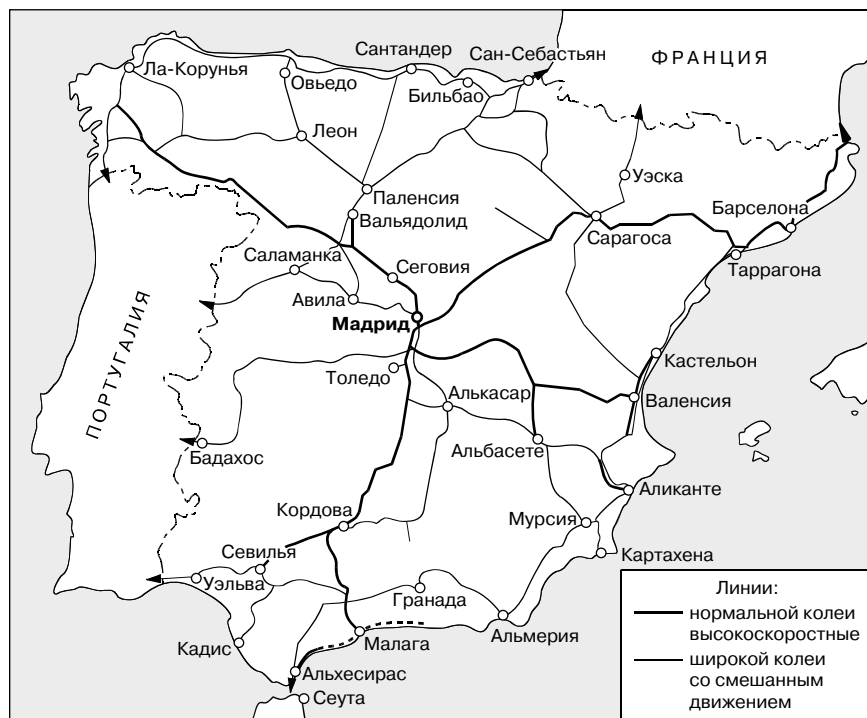 Сантандер
Сан-Себастьян
ФРАНЦИЯ
Ла-Корунья
Овьедо
Бильбао
Леон
Уэска
Паленсия
Вальядолид
Барселона
Сарагоса
Саламанка
Сеговия
Таррагона
Авила
Мадрид
ПОРТУГАЛИЯ
Толедо
Кастельон
Алькасар
Валенсия
Бадахос
Альбасете
Аликанте
Кордова
Мурсия
Севилья
Картахена
Уэльва
Гранада
Кадис
Малага
Альмерия
Альхесирас
Сеута
Линии:
нормальной колеи
высокоскоростные
широкой колеи
со смешанным
движением